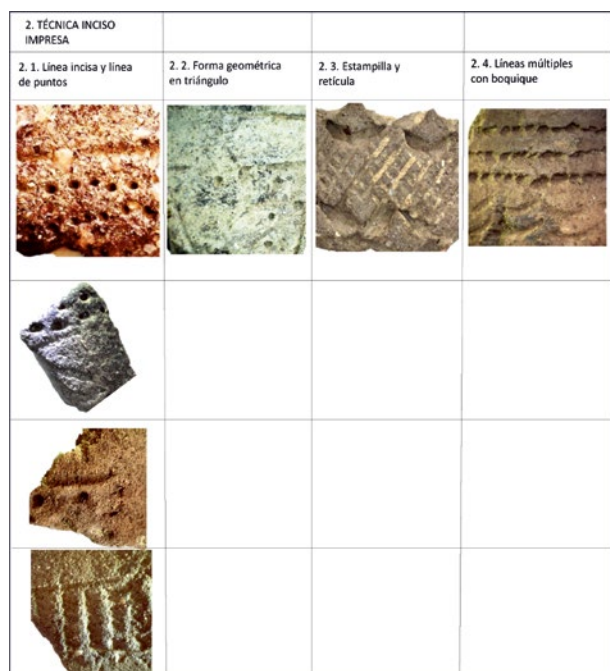 2. TÉCNICA INCISO
IMPRESA
2. 1. Línea incisa y línea
de puntos
2. 2. Forma geométrica
en triángulo
2. 3. Estampilla y
retícula
2. 4. Líneas múltiples
con boquique